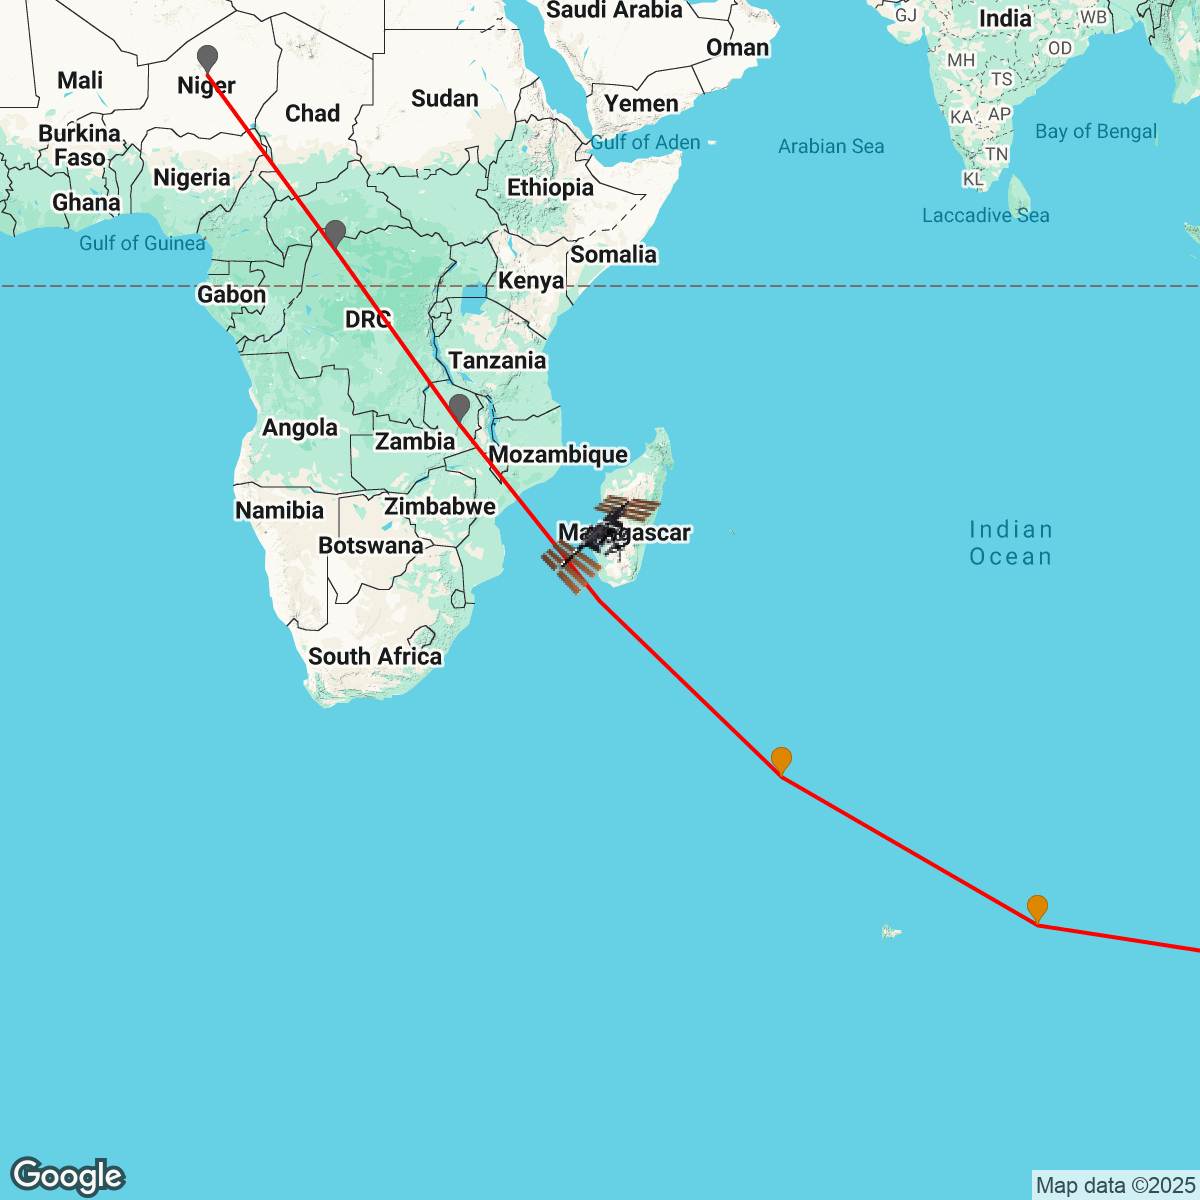 Saudi Arabia
GJ
India
WB
Oman
OD
MH
Mali
Niger
TS
Sudan
Yemen
Chad
AP
KA
Burkina
Faso
Gulf of Aden
Arabian Sea
Bay of Bengal
TN
Nigeria
KL
Ethiopia
Ghana
Laccadive Sea
Gulf of Guinea
Somalia
Kenya
Gabon
DRC
Tanzania
Angola
Zambia
Mozambique
Namibia
Zimbabwe
Madagascar
Indian
Ocean
Botswana
South Africa
Google
Map data ©2025